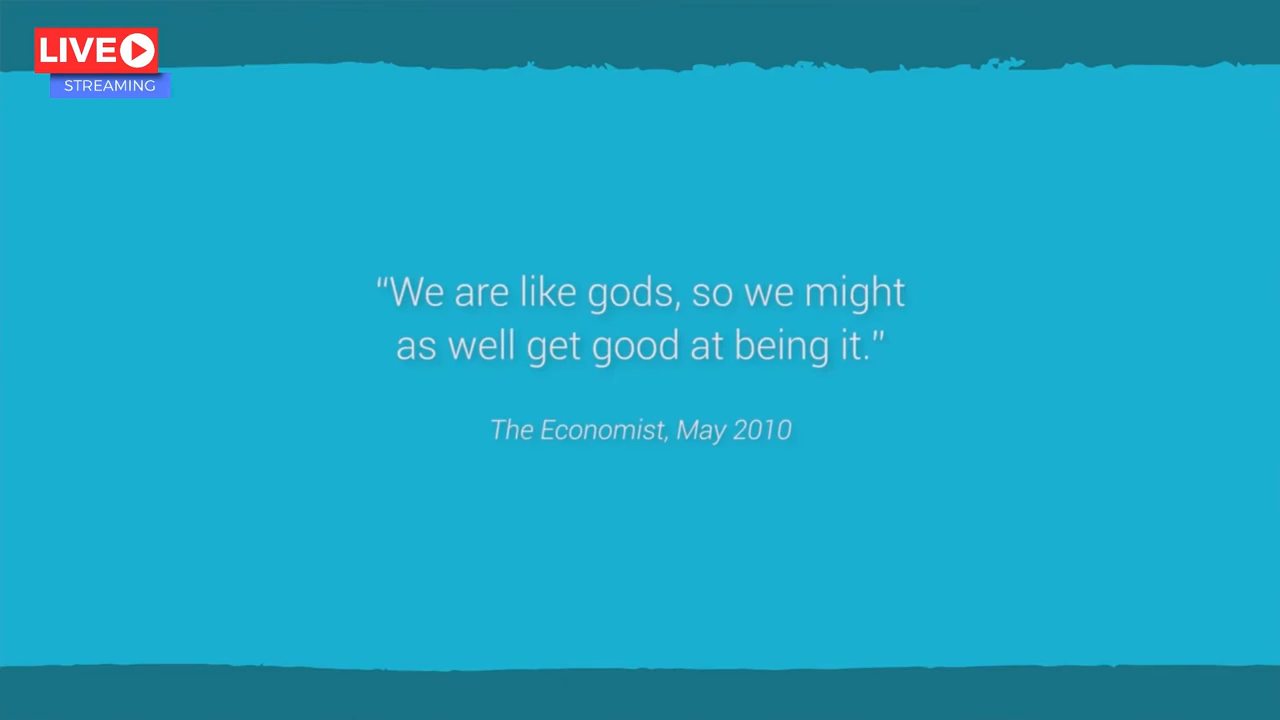 LIVE
STREAMING
“We are like gods, so we might
as well get good at being it.”
The Economist, May 2010